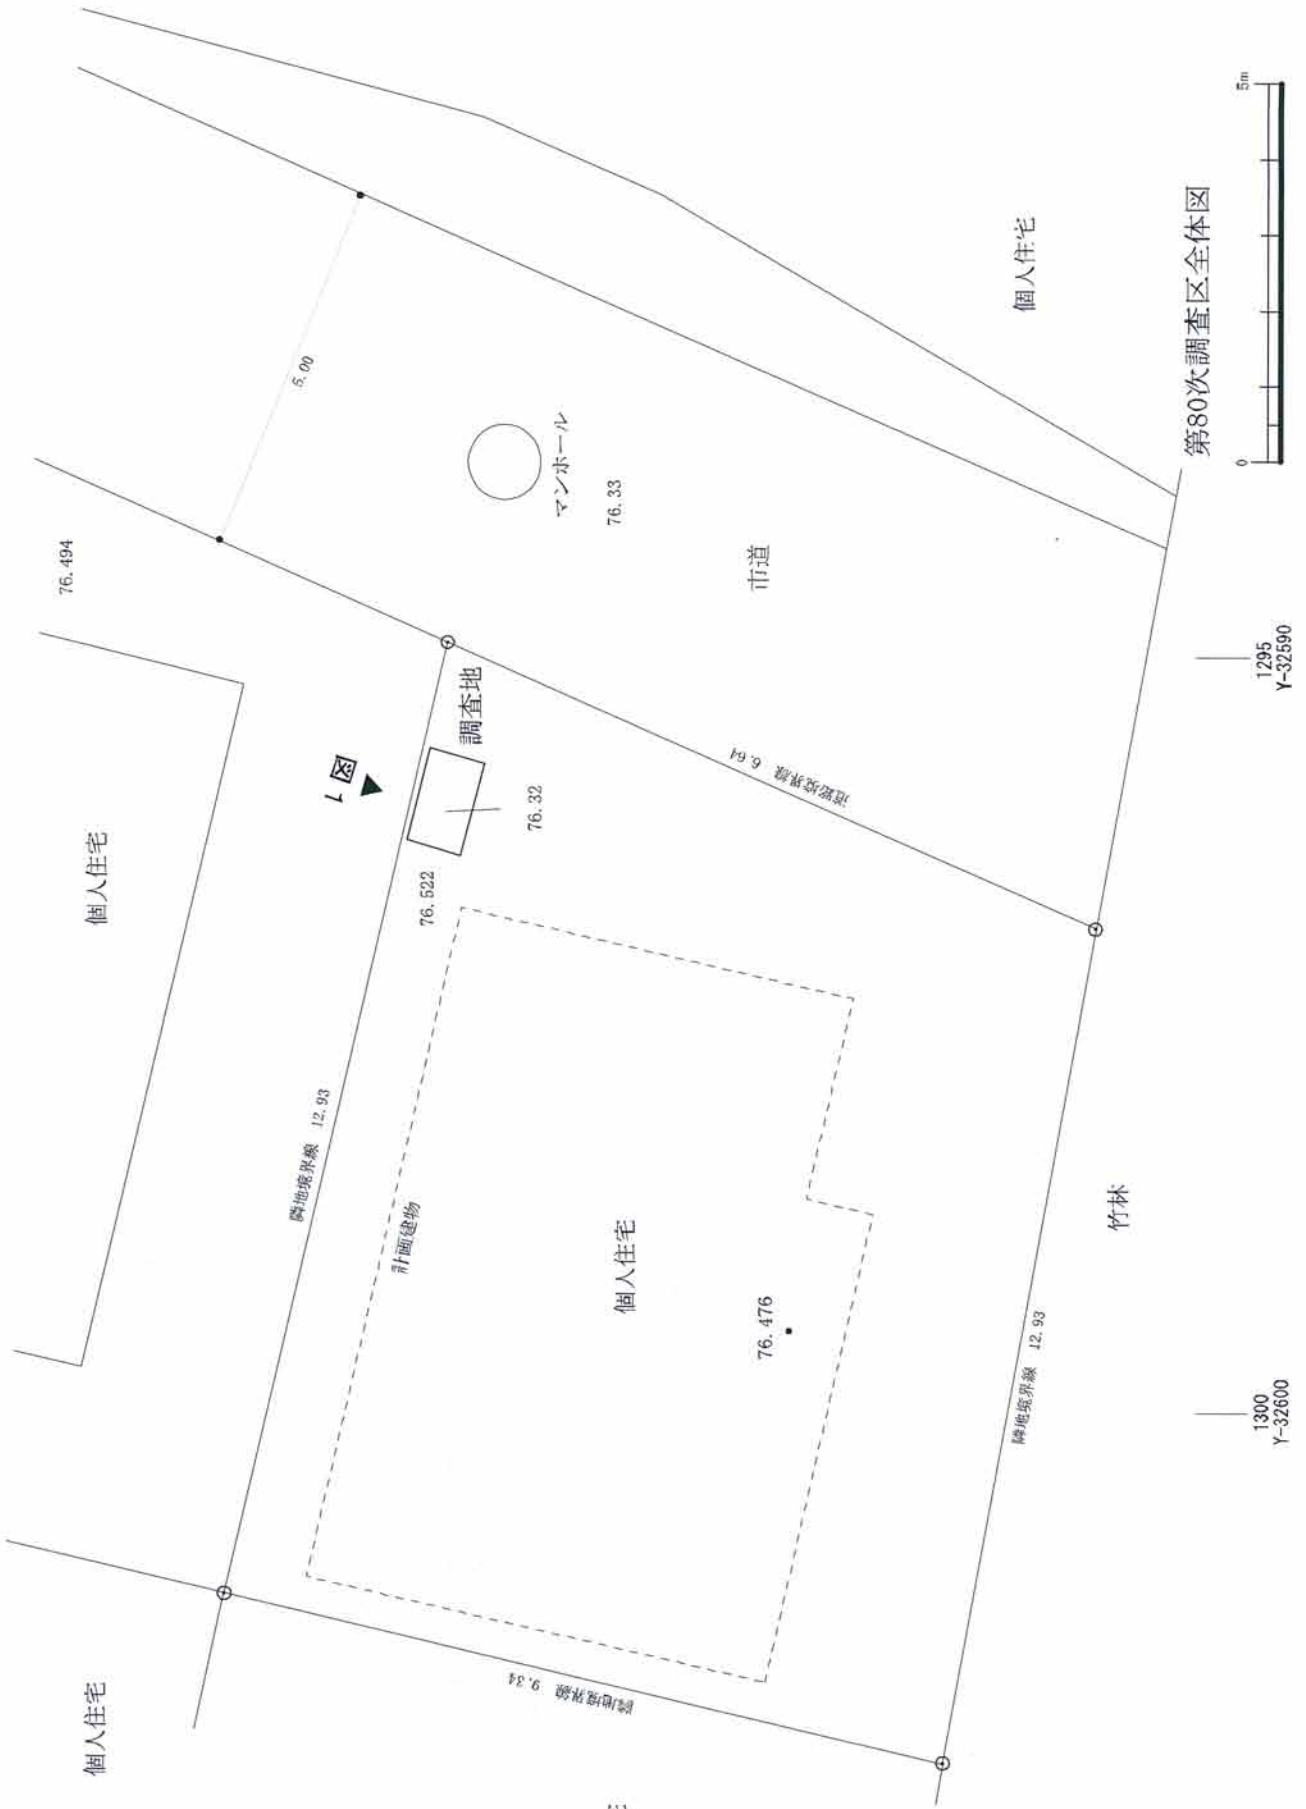 個人住宅
個人住宅
76.494
5.00
マンホール
76.33
図 1
調査地
76.32
76.522
隣地境界線 12.93
計画建物
個人住宅
76.476
市道
道路境界線 6.64
隣地境界線 9.34
隣地境界線 12.93
竹林
個人住宅
第80次調査区全体図
0 5m
1300
Y-32600
1295
Y-32590